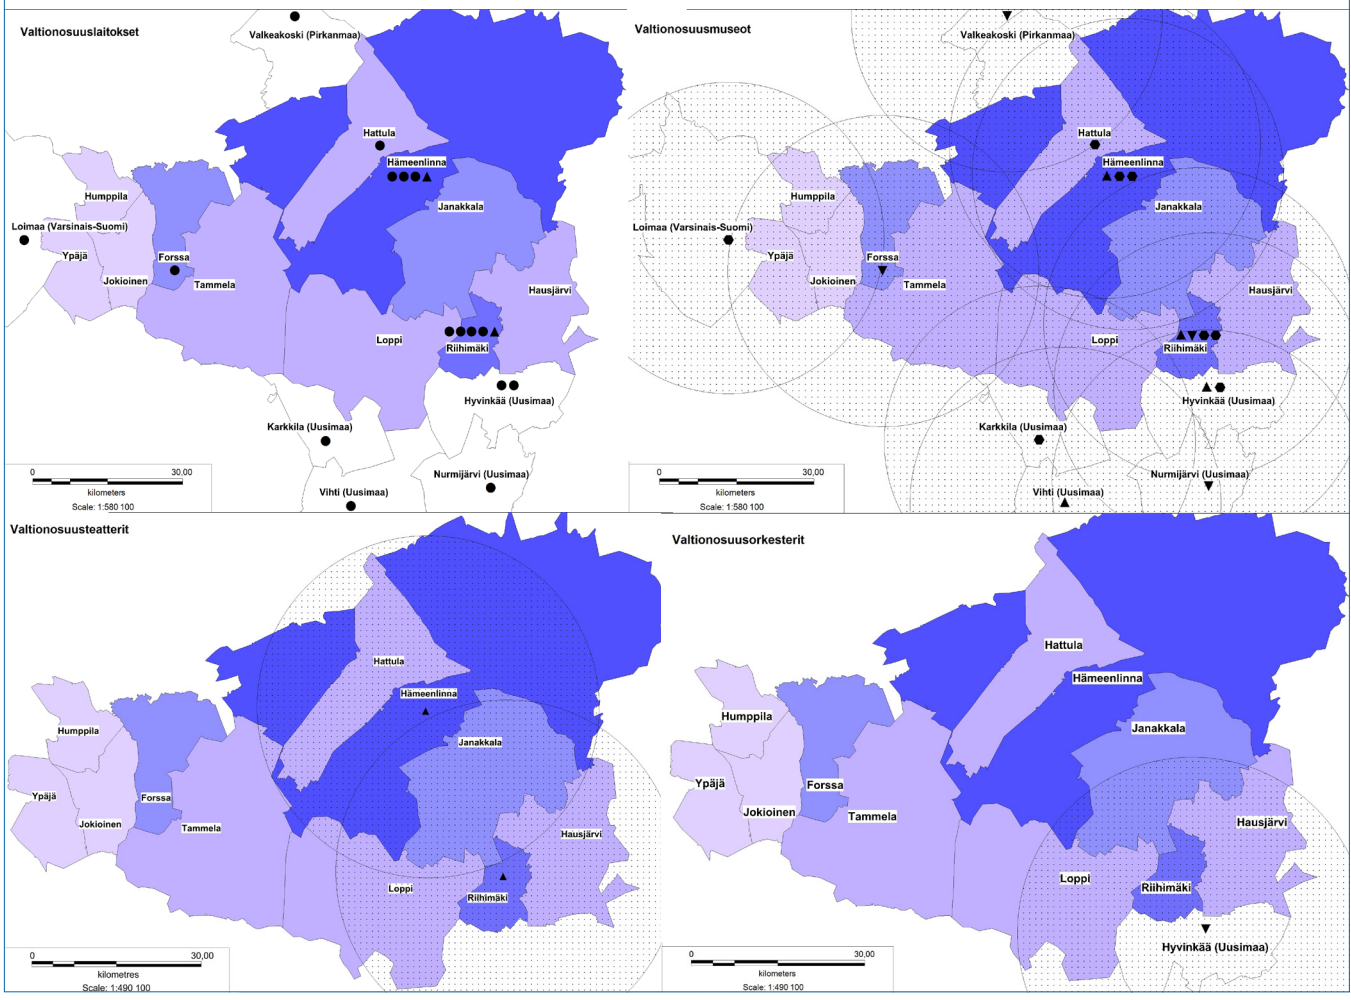 Valtionosuuslaitokset
Valkeakoski (Pirkanmaa)
Hattula
Hämeenlinna
Humppila
Janakkala
Loimaa (Varsinais-Suomi)
Ypäjä
Forssa
Jokioinen
Tammela
Hausjärvi
Loppi
Riihimäki
Hyvinkää (Uusimaa)
Karkkila (Uusimaa)
Nurmijärvi (Uusimaa)
Vihti (Uusimaa)
0 30,00
kilometers
Scale: 1:580 100
Valtionosuusmuseot
Valkeakoski (Pirkanmaa)
Hattula
Hämeenlinna
Humppila
Janakkala
Loimaa (Varsinais-Suomi)
Ypäjä
Forssa
Jokioinen
Tammela
Hausjärvi
Loppi
Riihimäki
Hyvinkää (Uusimaa)
Karkkila (Uusimaa)
Nurmijärvi (Uusimaa)
Vihti (Uusimaa)
0 30,00
kilometers
Scale: 1:580 100
Valtionosuusteatterit
Hattula
Hämeenlinna
Humppila
Janakkala
Ypäjä
Forssa
Jokioinen
Tammela
Hausjärvi
Loppi
Riihimäki
0 30,00
kilometres
Scale: 1:490 100
Valtionosuusorkesterit
Hattula
Hämeenlinna
Humppila
Janakkala
Ypäjä
Forssa
Jokioinen
Tammela
Hausjärvi
Loppi
Riihimäki
Hyvinkää (Uusimaa)
0 30,00
kilometers
Scale: 1:490 100